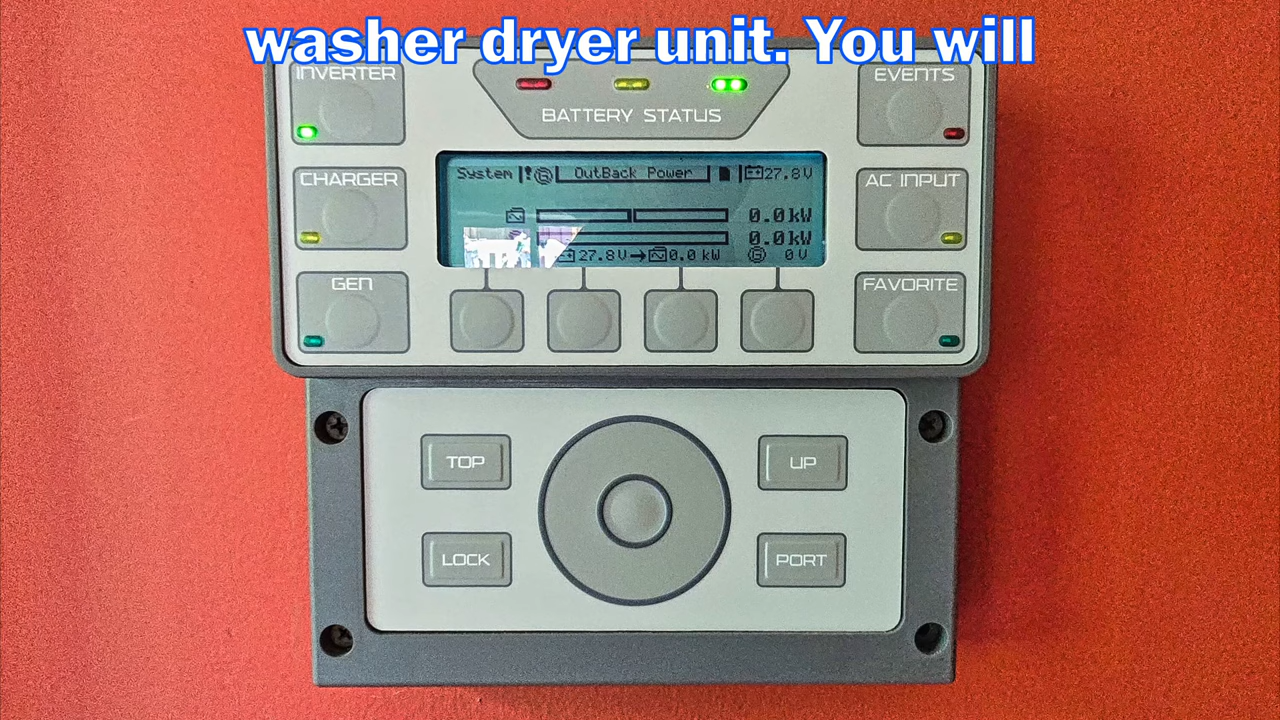 washer dryer unit. You will
INVERTER
EVENTS
BATTERY STATUS
CHARGER
System
OutBack Power
27.8V
AC INPUT
0.0kW
0.0kW
27.8V → 0.0 kW
G 0 V
GEN
FAVORITE
TOP
UP
LOCK
PORT